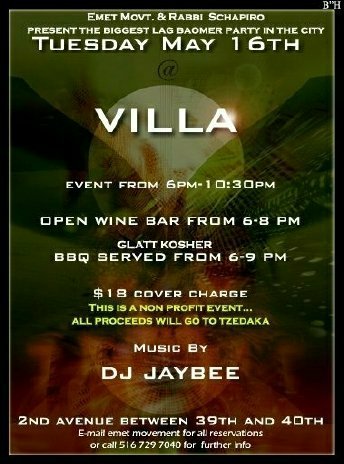 B"H
Emet Movt. & Rabbi Schapiro
present the biggest Lag Baomer party in the city
Tuesday May 16th
@
VILLA
event from 6pm-10:30pm
open wine bar from 6-8 pm
Glatt Kosher
BBQ served from 6-9 pm
$18 cover charge
This is a non profit event...
all proceeds will go to Tzedaka
Music By
DJ JAYBEE
2nd Avenue between 39th and 40th
E-mail emet movement for all reservations
or call 516 729 7040 for further info